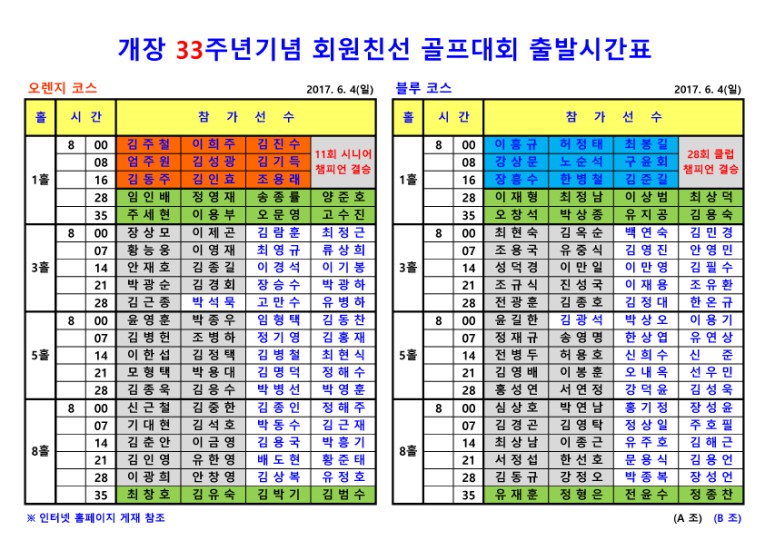 개장 33주년기념 회원친선 골프대회 출발시간표
오렌지 코스 2017. 6. 4(일)
홀 시 간 참 가 선 수
1홀 8 00 김주철 이희주 김진수 11회 시니어 챔피언 결승
08 엄주원 김성광 김기득
16 김동주 김인효 조용래
28 임인배 정영재 송종률 양준호
35 주세현 이용부 오문영 고수진
3홀 8 00 장상모 이제곤 김람훈 최정근
07 황능웅 이영재 최영규 류상희
14 안재호 김종길 이경석 이기봉
21 박광순 김경회 장승수 박광하
28 김근종 박석묵 고만수 유병하
5홀 8 00 윤영훈 박종우 임형택 김동찬
07 김병헌 조병하 정기영 김홍재
14 이한섭 김정택 김병철 최현식
21 모형택 박용대 김명덕 정해수
28 김종욱 김응수 박병선 박영훈
8홀 8 00 신근철 김중한 김종인 정해주
07 기대현 김석호 박동수 김근재
14 김춘안 이금영 김용국 박흥기
21 김인영 유한영 배도현 황준태
28 이광희 안창영 김상복 유정호
35 최창호 김유숙 김박기 김범수
※ 인터넷 홈페이지 게재 참조
블루 코스 2017. 6. 4(일)
홀 시 간 참 가 선 수
1홀 8 00 이흥규 허정태 최봉길 28회 클럽 챔피언 결승
08 강상문 노순석 구윤회
16 장흥수 한병철 김준길
28 이재형 최정남 이상범 최상덕
35 오창석 박상종 유지공 김용숙
3홀 8 00 최현숙 김옥순 백연숙 김민경
07 조용국 유중식 김영진 안영민
14 성덕경 이만일 이만영 김필수
21 조규식 진성국 이재용 조유환
28 전광훈 김종호 김정대 한은규
5홀 8 00 윤길한 김광석 박상오 이용기
07 정재규 송영명 한상엽 유연상
14 전병두 허용호 신희수 신 준
21 김영배 이봉훈 오내옥 선우민
28 홍성연 서연정 강덕윤 김성욱
8홀 8 00 심상호 박연남 홍기정 장성윤
07 김경곤 김영탁 정상일 주호필
14 최상남 이종근 유주호 김해근
21 서정섭 한선호 문용식 김용언
28 김동규 강정오 박종복 장성언
35 유재훈 정형은 전윤수 정종찬
(A 조) (B 조)